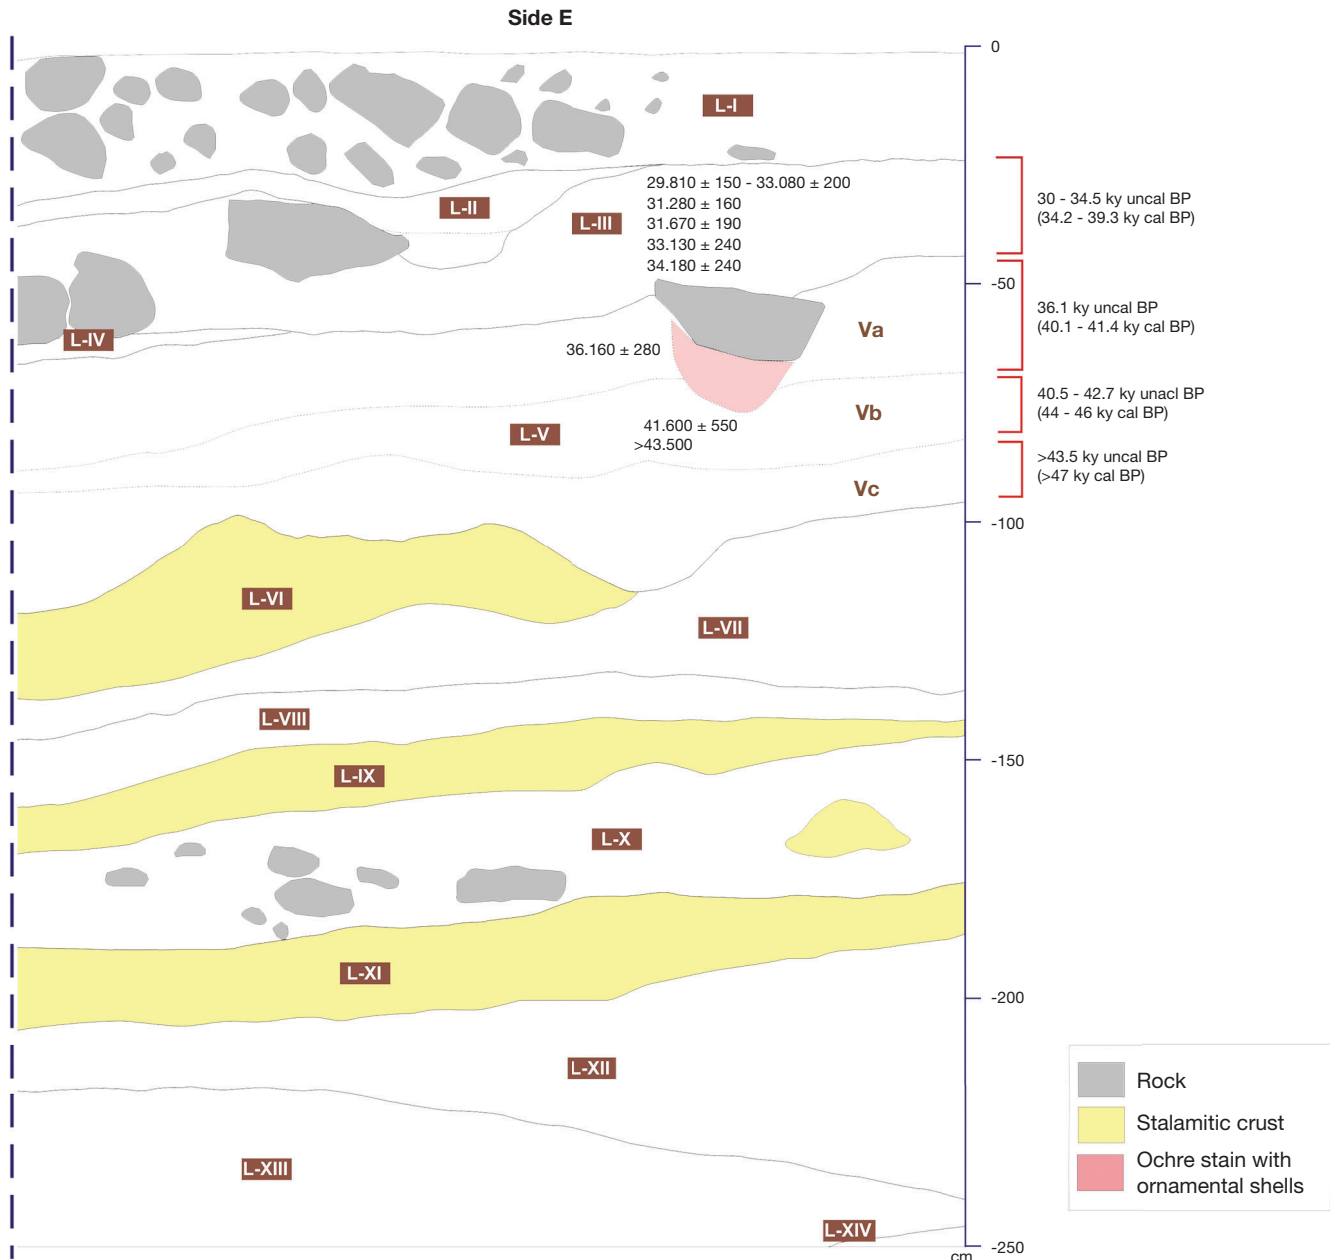 Side E
0
L-I
29.810 ± 150 - 33.080 ± 200
31.280 ± 160
31.670 ± 190
33.130 ± 240
34.180 ± 240
L-II
L-III
30 - 34.5 ky uncal BP
(34.2 - 39.3 ky cal BP)
-50
L-IV
36.160 ± 280
Va
36.1 ky uncal BP
(40.1 - 41.4 ky cal BP)
40.5 - 42.7 ky unacl BP
(44 - 46 ky cal BP)
Vb
L-V
41.600 ± 550
>43.500
>43.5 ky uncal BP
(>47 ky cal BP)
Vc
-100
L-VI
L-VII
L-VIII
-150
L-IX
L-X
L-XI
-200
L-XII
L-XIII
L-XIV
-250
cm
Rock
Stalamitic crust
Ochre stain with
ornamental shells